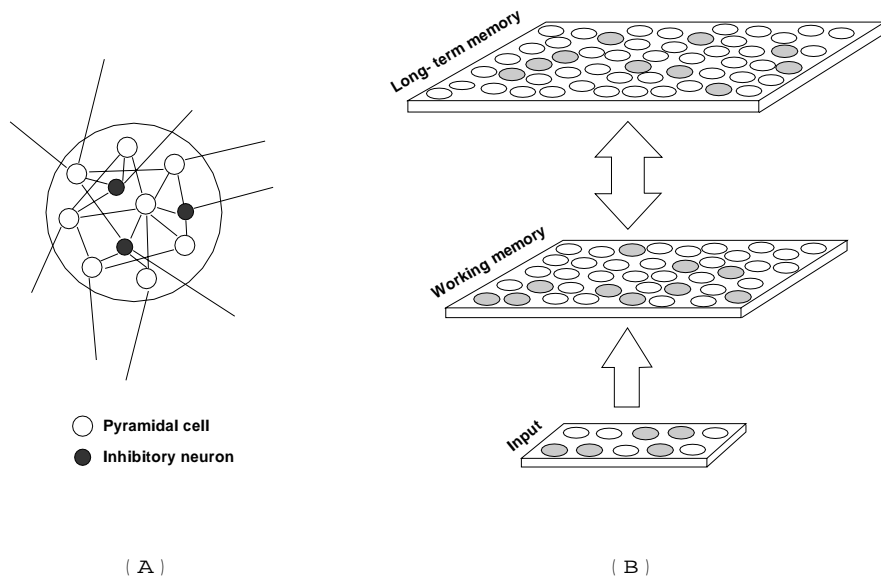 Long- term memory
Working memory
Input
Pyramidal cell
Inhibitory neuron
( A )
( B )